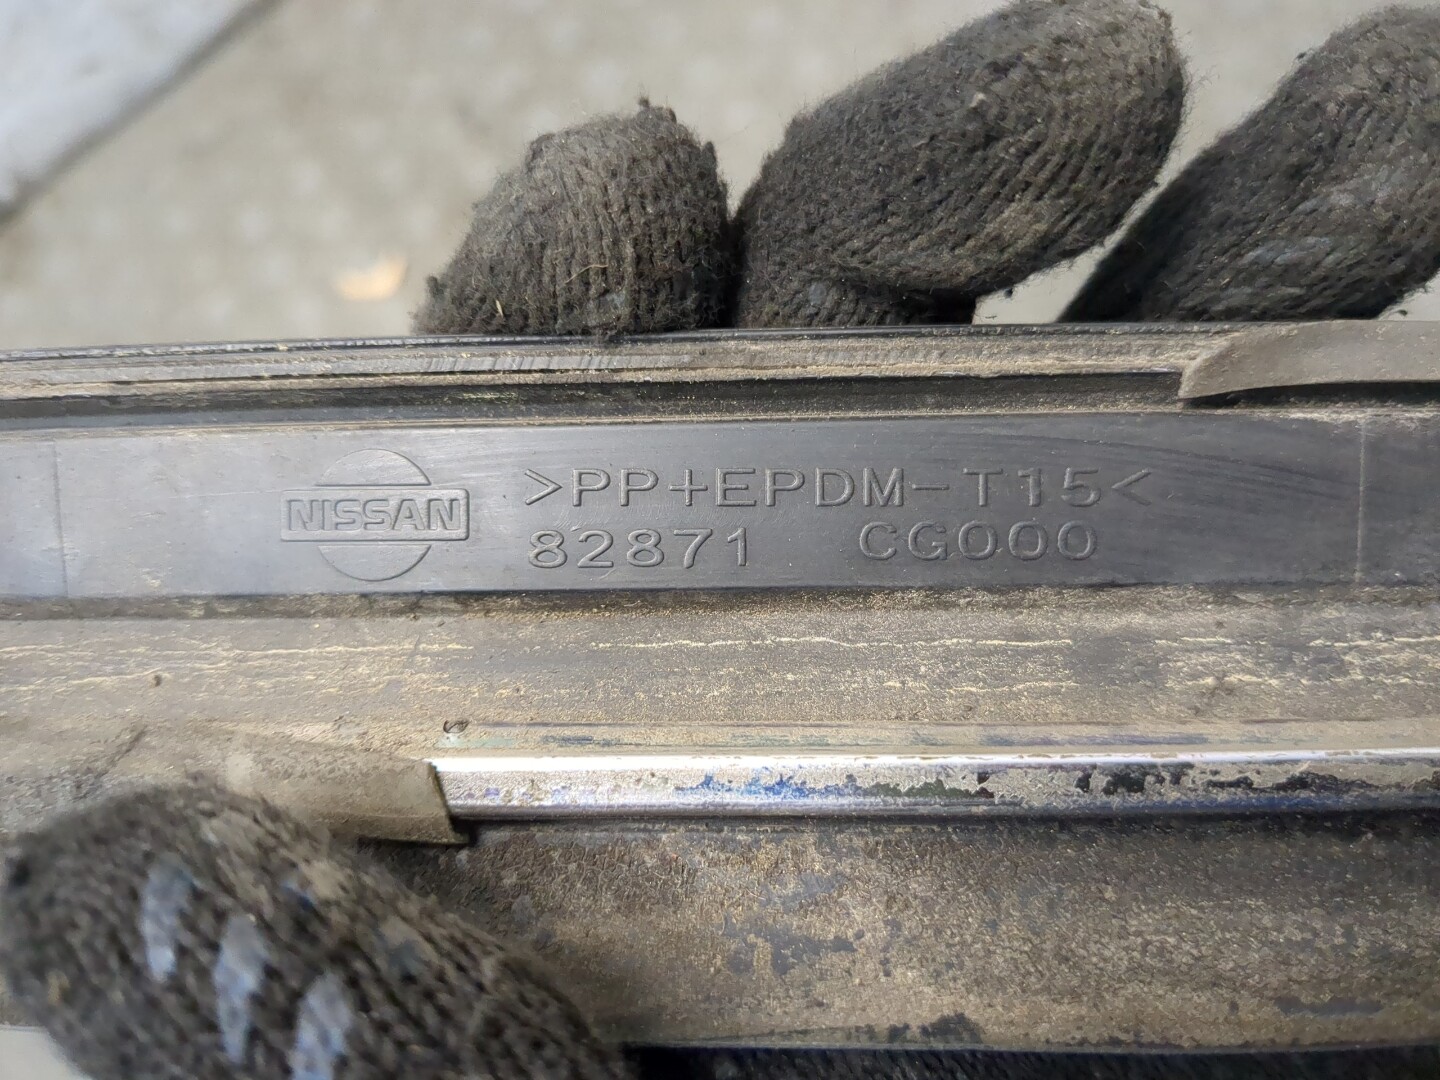 NISSAN
>PP+EPDM-T15<
82871 CG000